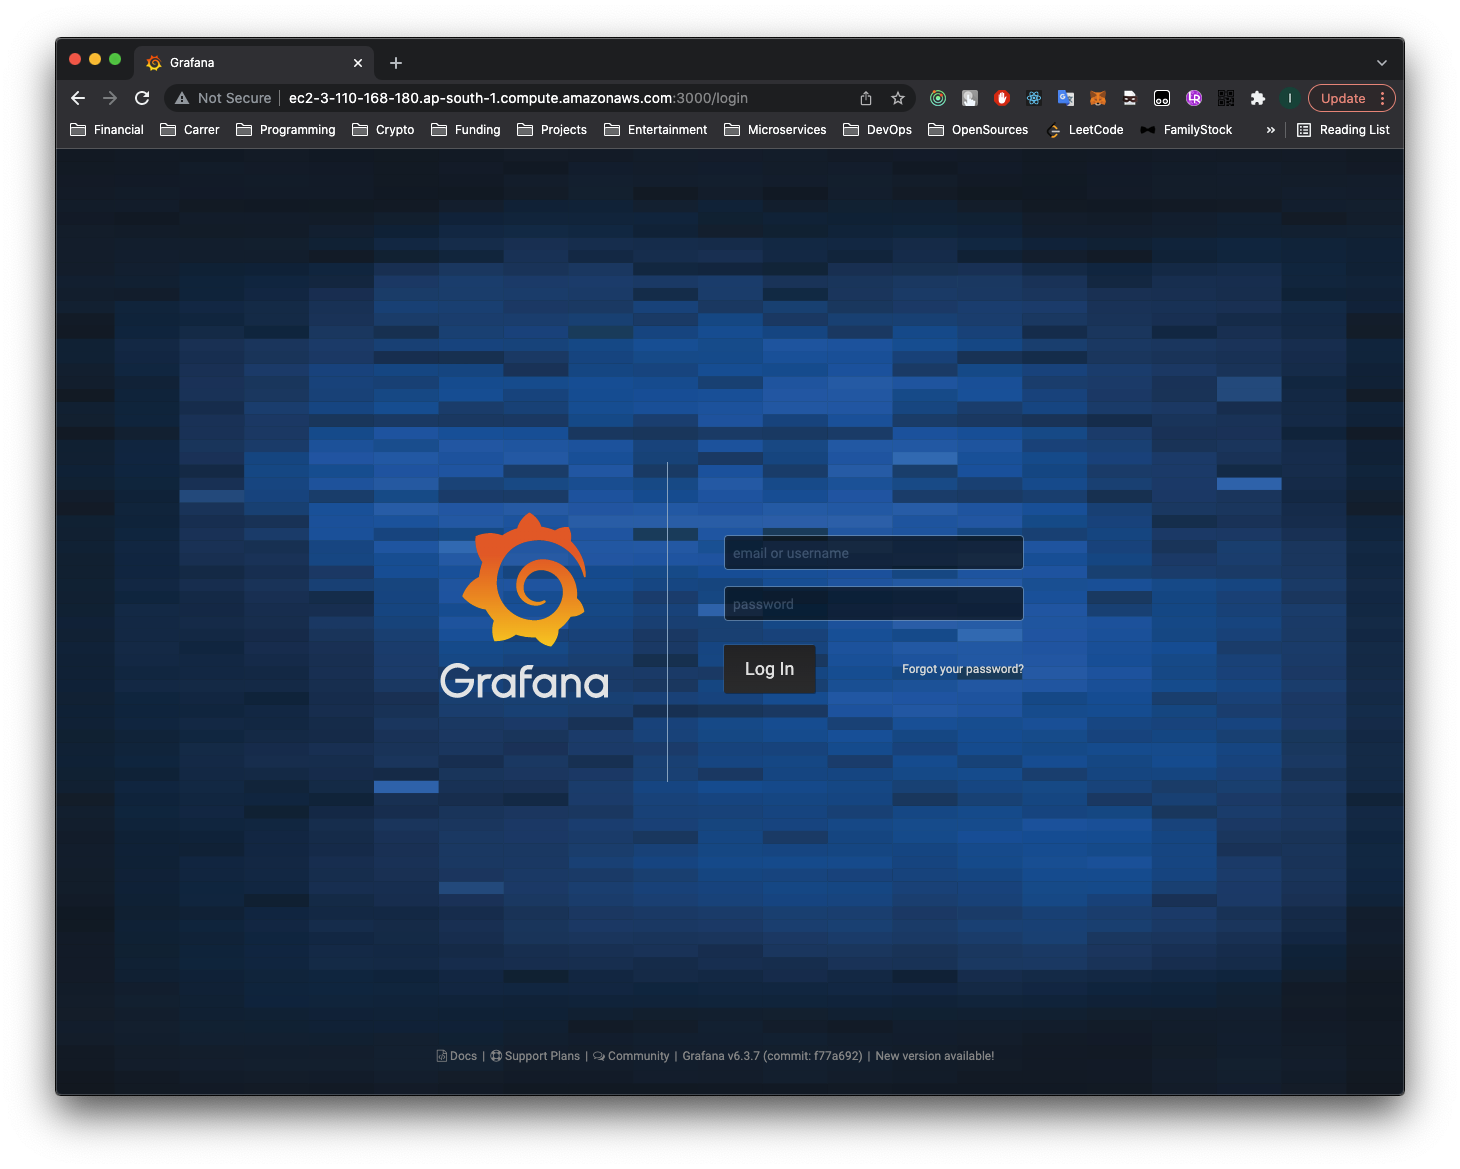 Grafana
Not Secure ec2-3-110-168-180.ap-south-1.compute.amazonaws.com:3000/login
I
Update
Financial Carrer Programming Crypto Funding Projects Entertainment Microservices DevOps OpenSources LeetCode FamilyStock » Reading List
email or username
password
Log In Forgot your password?
Grafana
Docs | Support Plans | Community | Grafana v6.3.7 (commit: f77a692) | New version available!